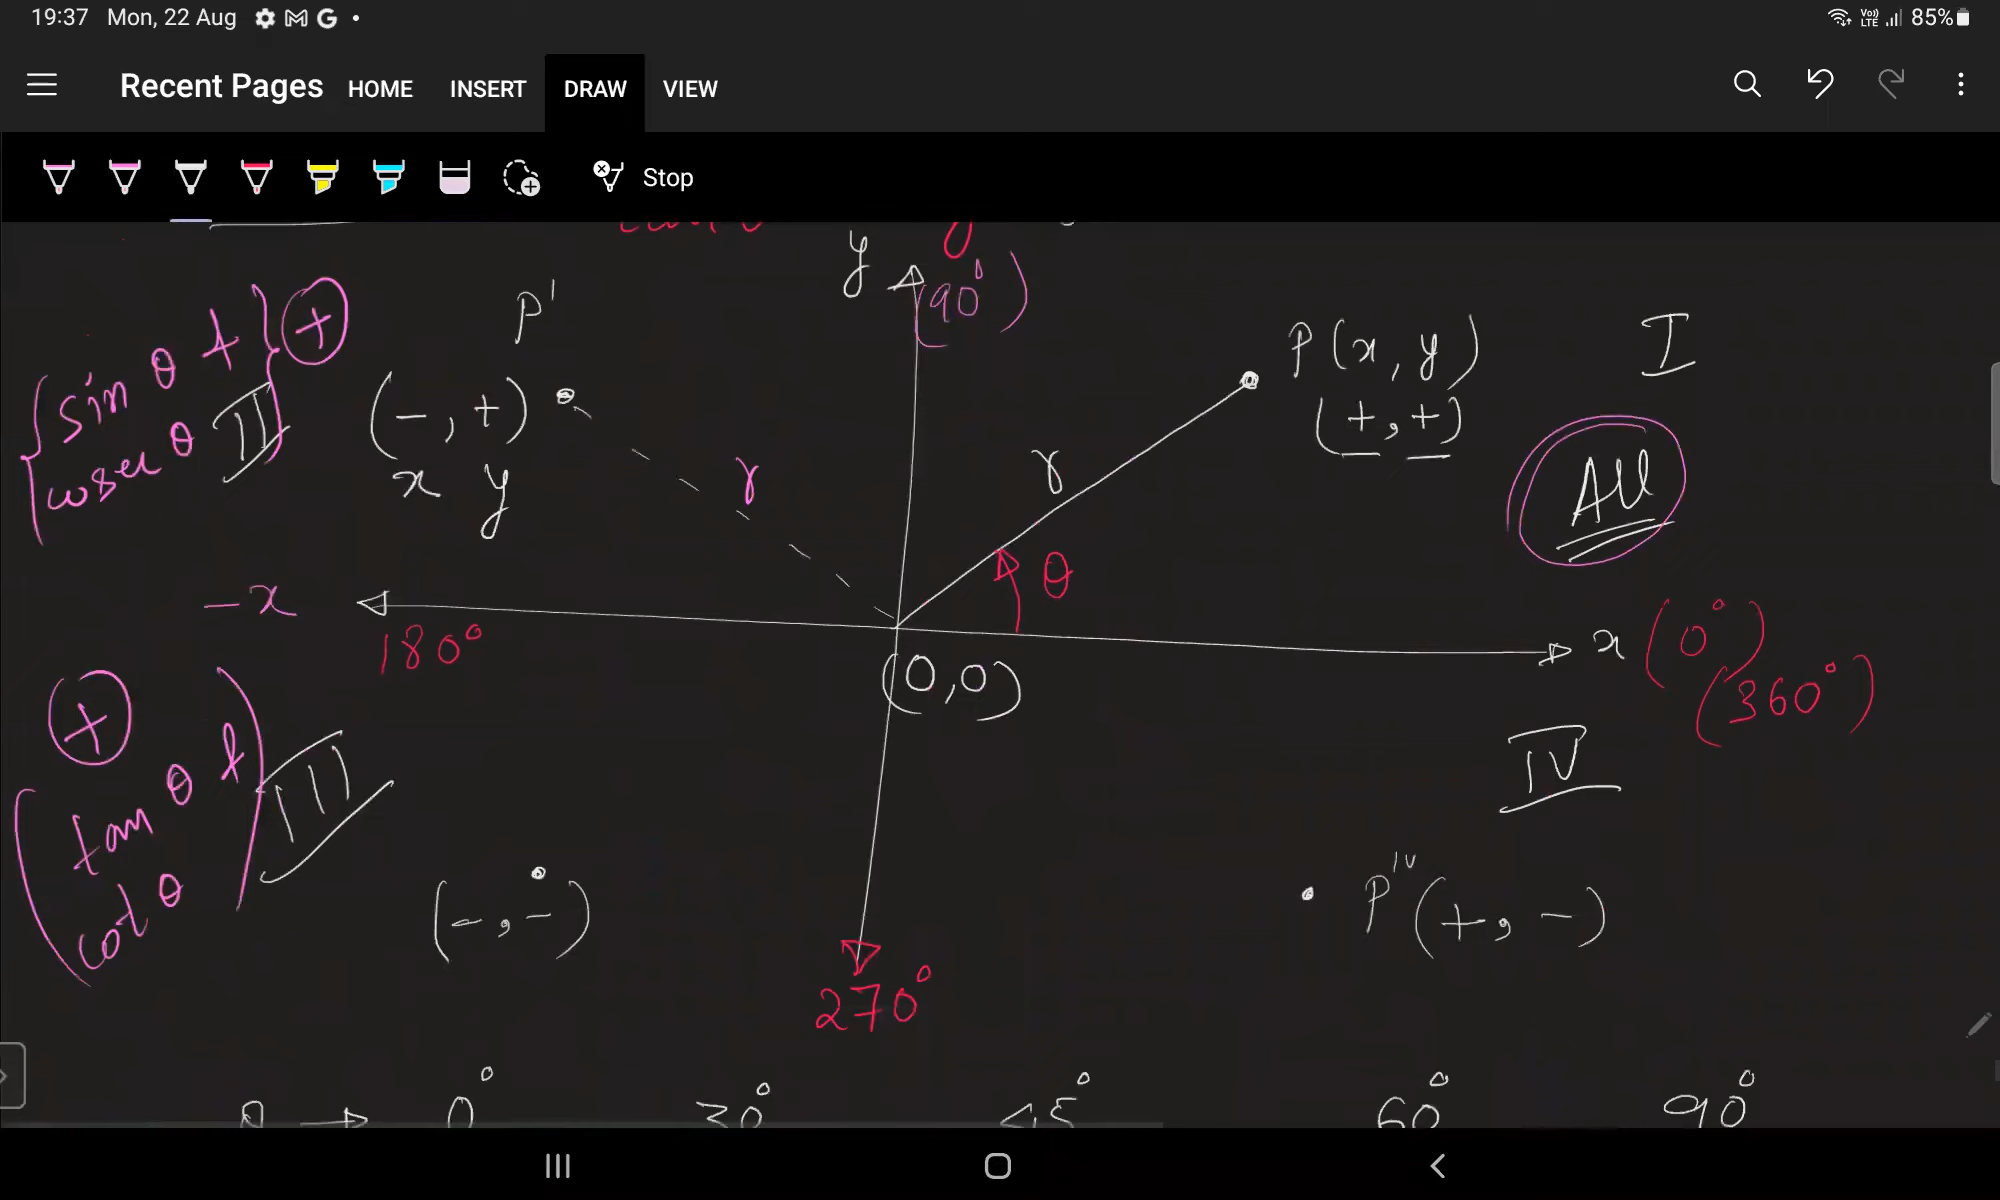 19:37 Mon, 22 Aug
85%
Recent Pages HOME INSERT DRAW VIEW
Stop
y
(90°)
P'
P(x, y)
I
sin θ &
+
cosec θ
II
(-, +)
x y
r
r
(+, +)
All
θ
-x
180°
(0,0)
x (0°)
(360°)
+
tan θ &
cot θ
III
IV
(-, -)
P^IV (+, -)
270°
θ → 0° 30° 45° 60° 90°